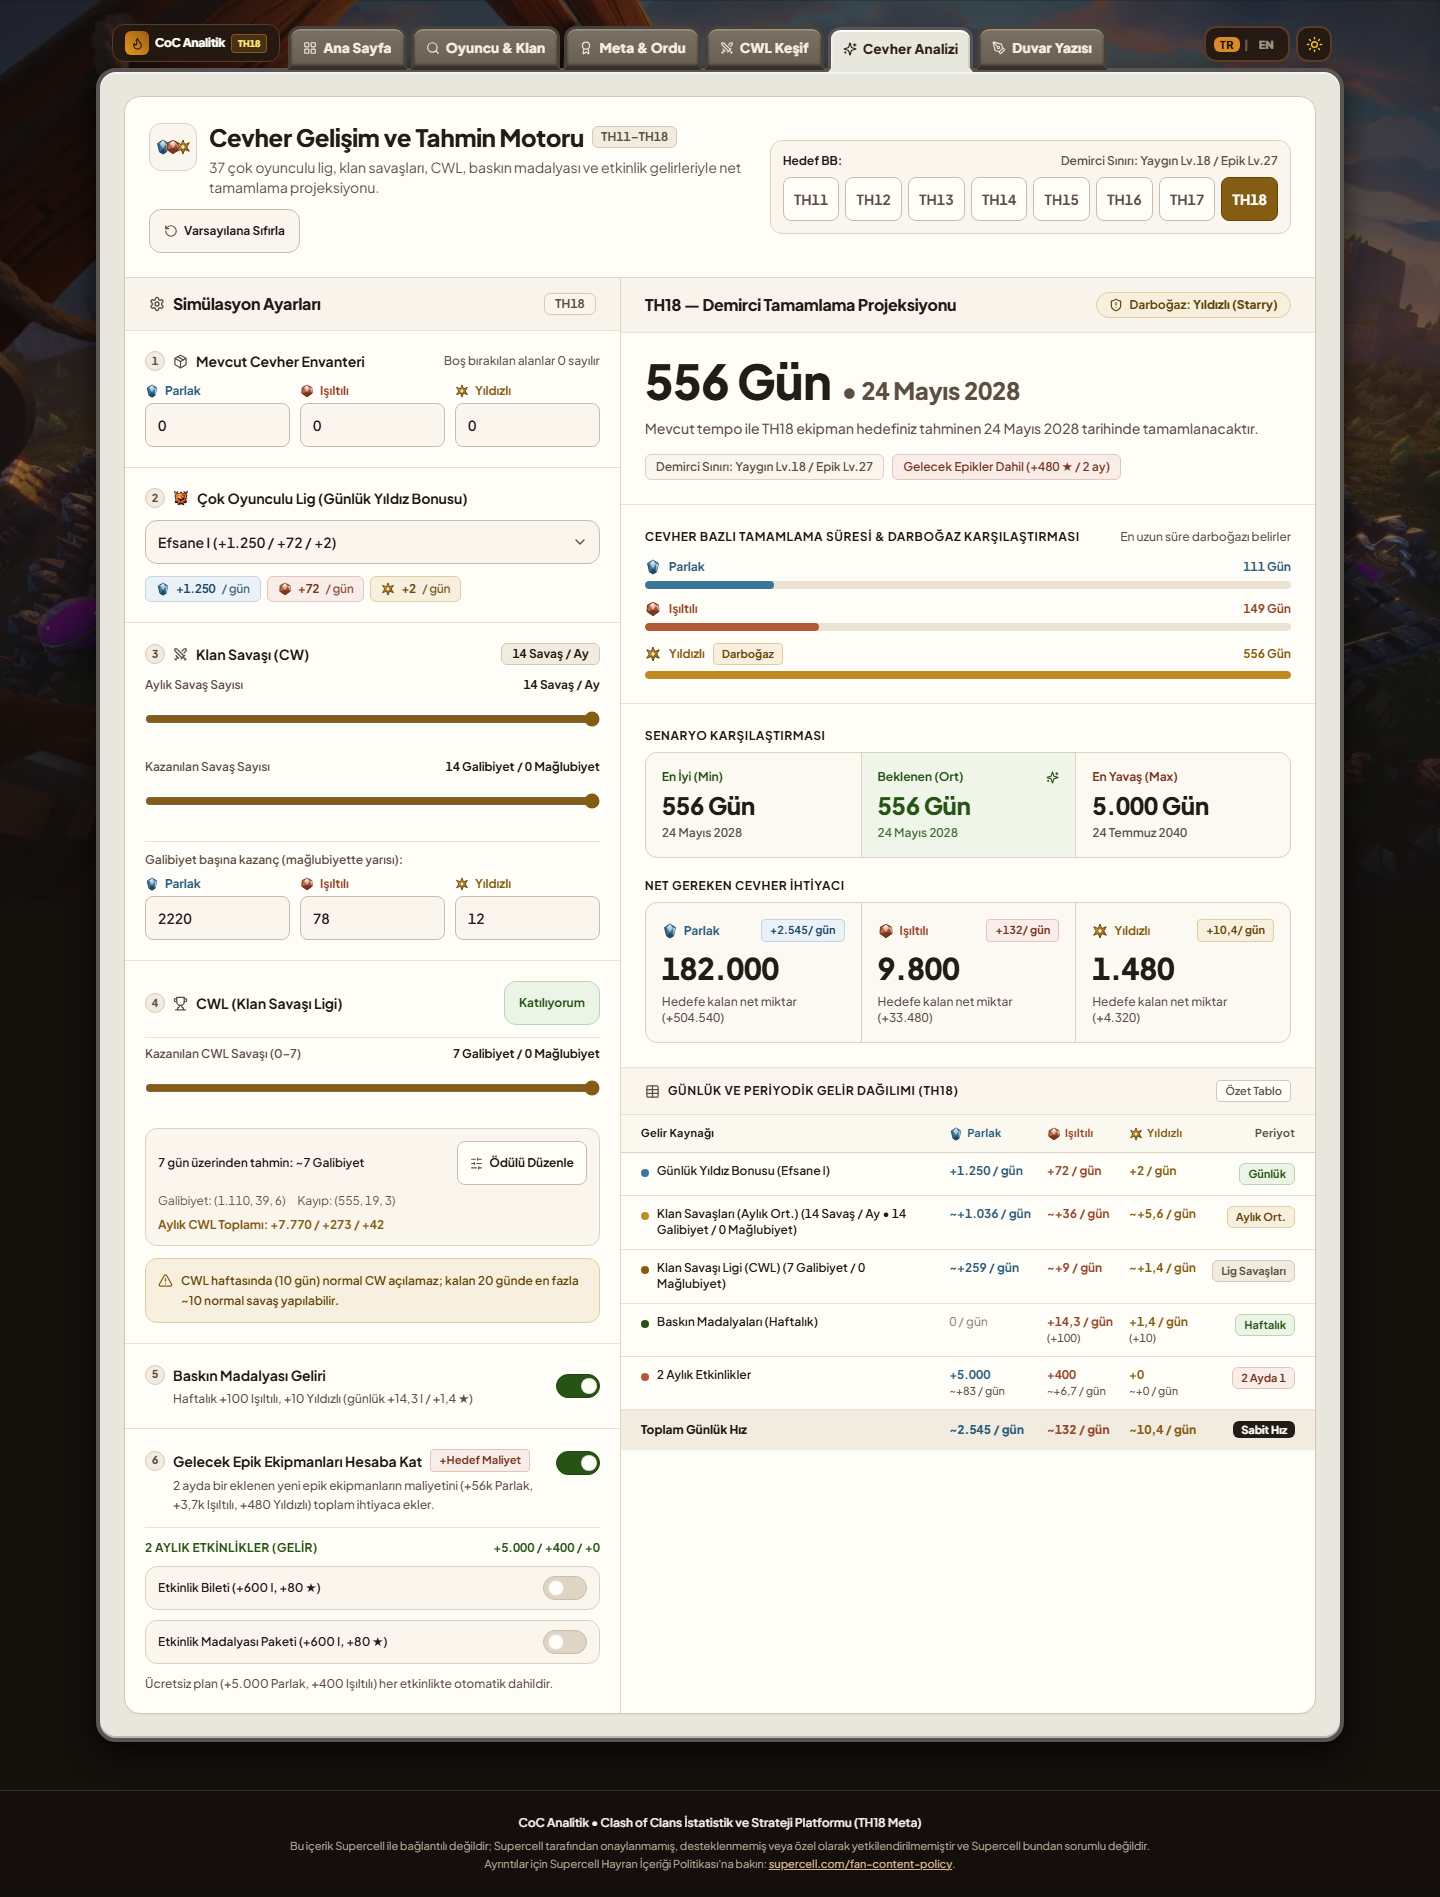 CoC Analitik TH18
Ana Sayfa
Oyuncu & Klan
Meta & Ordu
CWL Keşif
Cevher Analizi
Duvar Yazısı
TR | EN
Cevher Gelişim ve Tahmin Motoru TH11–TH18
37 çok oyunculu lig, klan savaşları, CWL, baskın madalyası ve etkinlik gelirleriyle net
tamamlama projeksiyonu.
Varsayılana Sıfırla
Hedef BB: Demirci Sınırı: Yaygın Lv.18 / Epik Lv.27
TH11 TH12 TH13 TH14 TH15 TH16 TH17 TH18
Simülasyon Ayarları TH18
1 Mevcut Cevher Envanteri Boş bırakılan alanlar 0 sayılır
Parlak Işıltılı Yıldızlı
0 0 0
2 Çok Oyunculu Lig (Günlük Yıldız Bonusu)
Efsane I (+1.250 / +72 / +2)
+1.250 / gün +72 / gün +2 / gün
3 Klan Savaşı (CW) 14 Savaş / Ay
Aylık Savaş Sayısı 14 Savaş / Ay
Kazanılan Savaş Sayısı 14 Galibiyet / 0 Mağlubiyet
Galibiyet başına kazanç (mağlubiyette yarısı):
Parlak Işıltılı Yıldızlı
2220 78 12
4 CWL (Klan Savaşı Ligi) Katılıyorum
Kazanılan CWL Savaşı (0–7) 7 Galibiyet / 0 Mağlubiyet
7 gün üzerinden tahmin: ~7 Galibiyet Ödülü Düzenle
Galibiyet: (1.110, 39, 6) Kayıp: (555, 19, 3)
Aylık CWL Toplamı: +7.770 / +273 / +42
CWL haftasında (10 gün) normal CW açılamaz; kalan 20 günde en fazla
~10 normal savaş yapılabilir.
5 Baskın Madalyası Geliri
Haftalık +100 Işıltılı, +10 Yıldızlı (günlük +14,3 I / +1,4 ★)
6 Gelecek Epik Ekipmanları Hesaba Kat +Hedef Maliyet
2 ayda bir eklenen yeni epik ekipmanların maliyetini (+56k Parlak,
+3,7k Işıltılı, +480 Yıldızlı) toplam ihtiyaca ekler.
2 AYLIK ETKİNLİKLER (GELİR) +5.000 / +400 / +0
Etkinlik Bileti (+600 I, +80 ★)
Etkinlik Madalyası Paketi (+600 I, +80 ★)
Ücretsiz plan (+5.000 Parlak, +400 Işıltılı) her etkinlikte otomatik dahildir.
TH18 — Demirci Tamamlama Projeksiyonu Darboğaz: Yıldızlı (Starry)
556 Gün • 24 Mayıs 2028
Mevcut tempo ile TH18 ekipman hedefiniz tahminen 24 Mayıs 2028 tarihinde tamamlanacaktır.
Demirci Sınırı: Yaygın Lv.18 / Epik Lv.27 Gelecek Epikler Dahil (+480 ★ / 2 ay)
CEVHER BAZLI TAMAMLAMA SÜRESİ & DARBOĞAZ KARŞILAŞTIRMASI En uzun süre darboğazı belirler
Parlak 111 Gün
Işıltılı 149 Gün
Yıldızlı Darboğaz 556 Gün
SENARYO KARŞILAŞTIRMASI
En İyi (Min) Beklenen (Ort) En Yavaş (Max)
556 Gün 556 Gün 5.000 Gün
24 Mayıs 2028 24 Mayıs 2028 24 Temmuz 2040
NET GEREKEN CEVHER İHTİYACI
Parlak +2.545/ gün Işıltılı +132/ gün Yıldızlı +10,4/ gün
182.000 9.800 1.480
Hedefe kalan net miktar Hedefe kalan net miktar Hedefe kalan net miktar
(+504.540) (+33.480) (+4.320)
GÜNLÜK VE PERİYODİK GELİR DAĞILIMI (TH18) Özet Tablo
Gelir Kaynağı Parlak Işıltılı Yıldızlı Periyot
Günlük Yıldız Bonusu (Efsane I) +1.250 / gün +72 / gün +2 / gün Günlük
Klan Savaşları (Aylık Ort.) (14 Savaş / Ay • 14 ~+1.036 / gün ~+36 / gün ~+5,6 / gün Aylık Ort.
Galibiyet / 0 Mağlubiyet)
Klan Savaşı Ligi (CWL) (7 Galibiyet / 0 ~+259 / gün ~+9 / gün ~+1,4 / gün Lig Savaşları
Mağlubiyet)
Baskın Madalyaları (Haftalık) 0 / gün +14,3 / gün +1,4 / gün Haftalık
(+100) (+10)
2 Aylık Etkinlikler +5.000 +400 +0 2 Ayda 1
~+83 / gün ~+6,7 / gün ~+0 / gün
Toplam Günlük Hız ~2.545 / gün ~132 / gün ~10,4 / gün Sabit Hız
CoC Analitik • Clash of Clans İstatistik ve Strateji Platformu (TH18 Meta)
Bu içerik Supercell ile bağlantılı değildir; Supercell tarafından onaylanmamış, desteklenmemiş veya özel olarak yetkilendirilmemiştir ve Supercell bundan sorumlu değildir.
Ayrıntılar için Supercell Hayran İçeriği Politikası'na bakın: supercell.com/fan-content-policy.